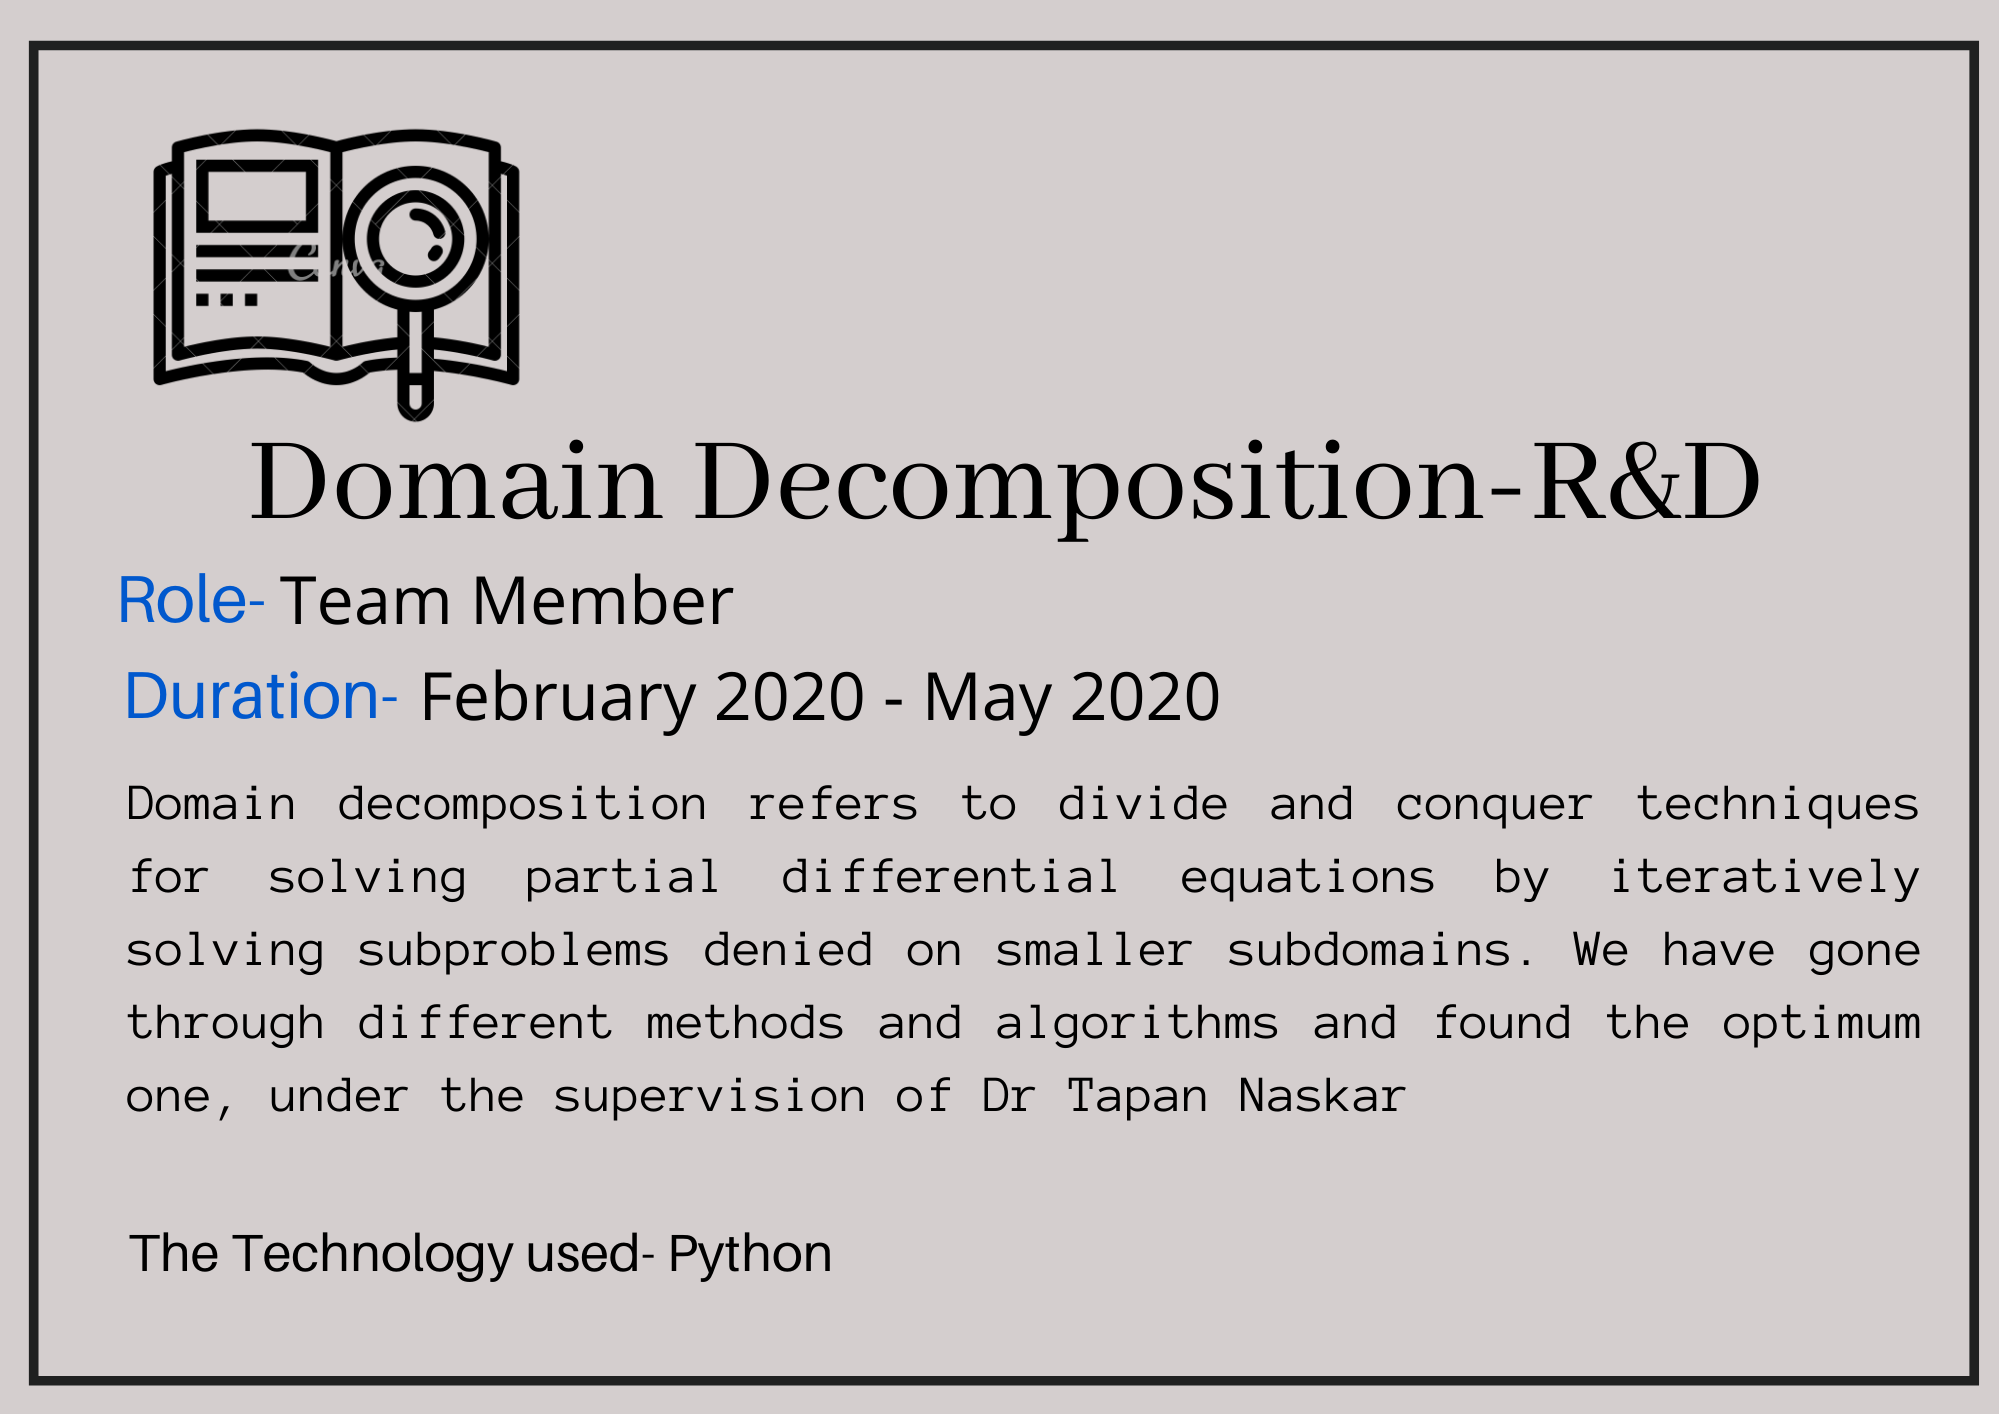 Canva
Domain Decomposition-R&D
Role- Team Member
Duration- February 2020 - May 2020
Domain decomposition refers to divide and conquer techniques
for solving partial differential equations by iteratively
solving subproblems denied on smaller subdomains. We have gone
through different methods and algorithms and found the optimum
one, under the supervision of Dr Tapan Naskar
The Technology used- Python